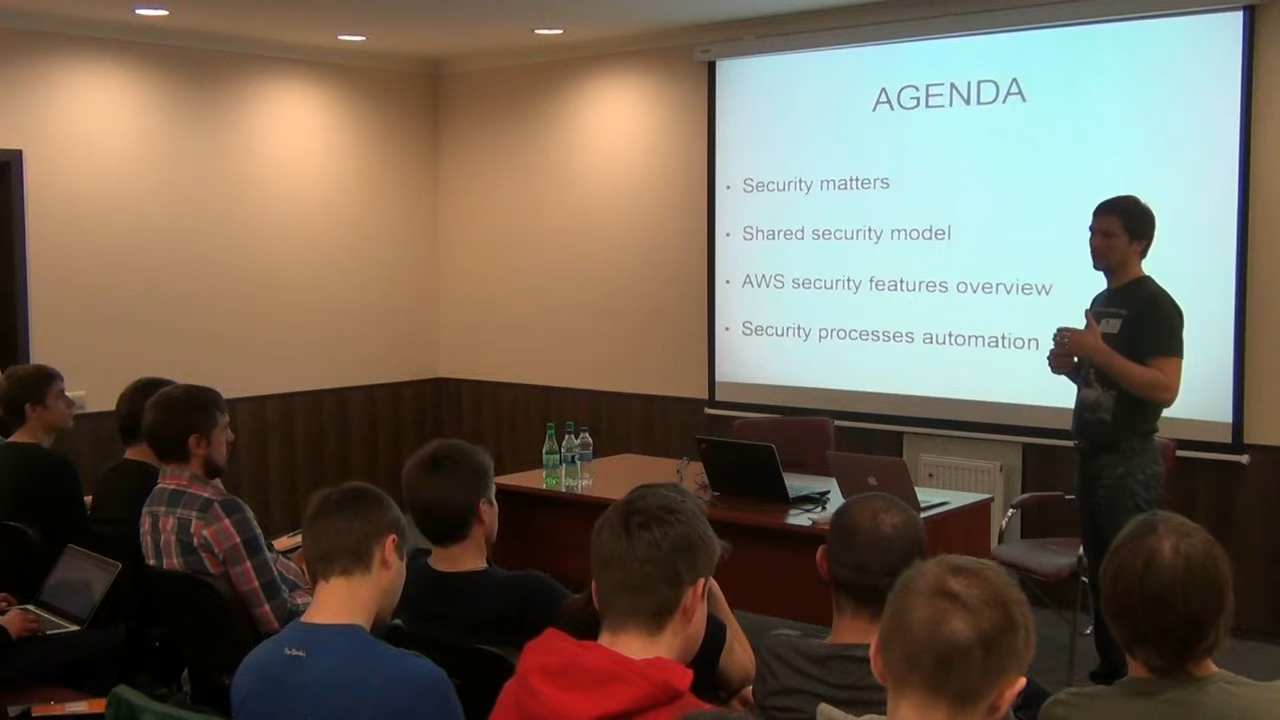 AGENDA
• Security matters
• Shared security model
• AWS security features overview
• Security processes automation